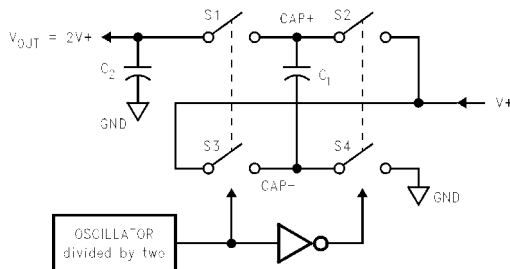 S1
CAP+
S2
V_OUT = 2V+
C2
C1
GND
V+
S3
S4
CAP-
GND
OSCILLATOR
divided by two